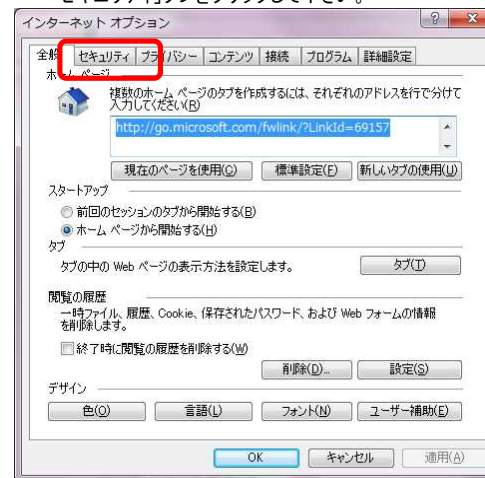 セキュリティ]タンをクリックして下さい。
インターネット オプション
全般 セキュリティ プライバシー コンテンツ 接続 プログラム 詳細設定
ホーム ページ
複数のホーム ページのタブを作成するには、それぞれのアドレスを行で分けて
入力してください(R)
http://go.microsoft.com/fwlink/?LinkId=69157
現在のページを使用(C) 標準設定(F) 新しいタブの使用(U)
スタートアップ
前回のセッションのタブから開始する(B)
ホーム ページから開始する(H)
タブ
タブの中の Web ページの表示方法を設定します。 タブ(T)
閲覧の履歴
一時ファイル、履歴、Cookie、保存されたパスワード、および Web フォームの情報
を削除します。
終了時に閲覧の履歴を削除する(W)
削除(D)... 設定(S)
デザイン
色(O) 言語(L) フォント(N) ユーザー補助(E)
OK キャンセル 適用(A)